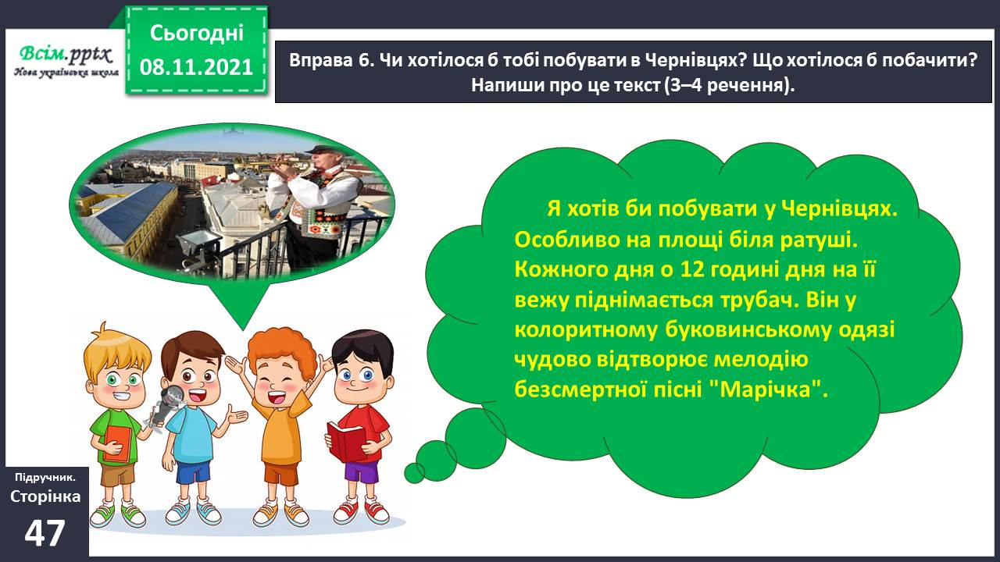 Всім.pptx
Нова українська школа
Сьогодні
08.11.2021
Вправа 6. Чи хотілося б тобі побувати в Чернівцях? Що хотілося б побачити?
Напиши про це текст (3–4 речення).
Я хотів би побувати у Чернівцях.
Особливо на площі біля ратуші.
Кожного дня о 12 годині дня на її
вежу піднімається трубач. Він у
колоритному буковинському одязі
чудово відтворює мелодію
безсмертної пісні "Марічка".
Підручник.
Сторінка
47